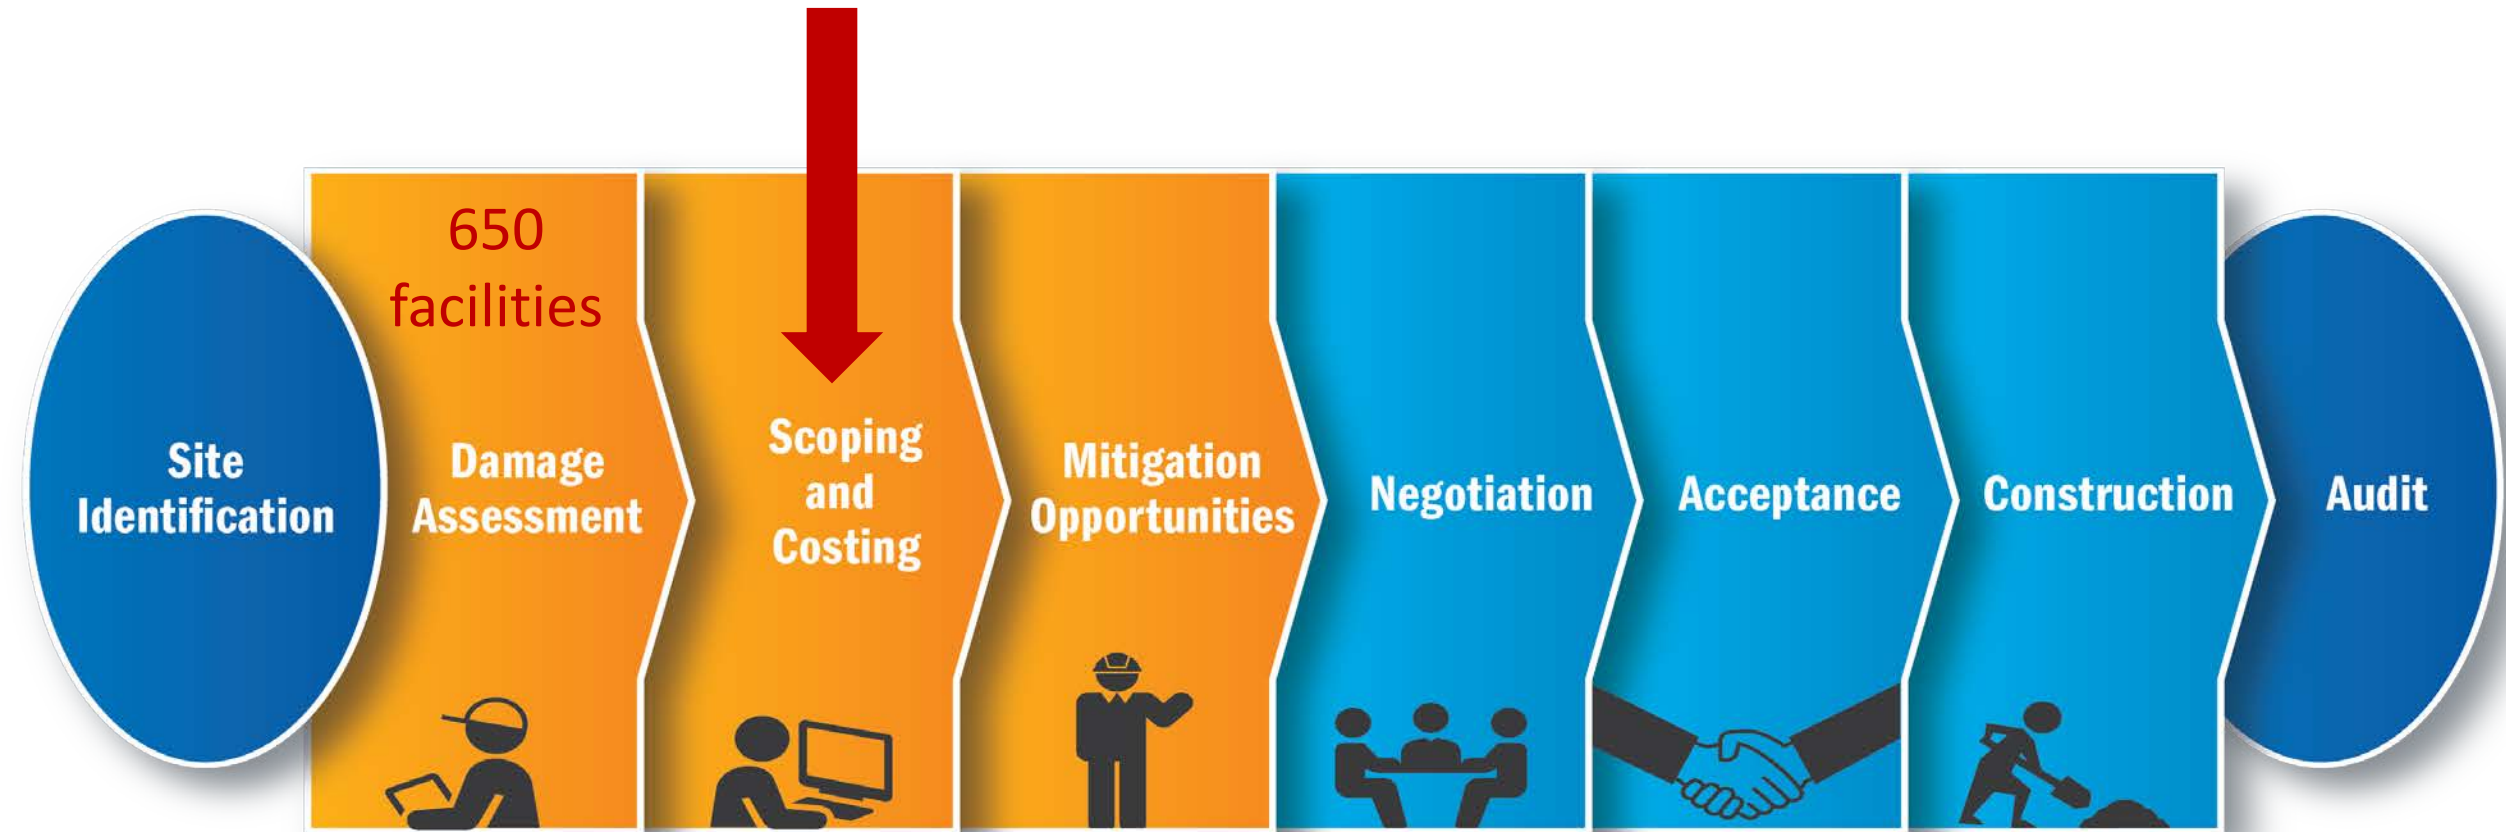 650
facilities
Site
Identification
Damage
Assessment
Scoping
and
Costing
Mitigation
Opportunities
Negotiation
Acceptance
Construction
Audit